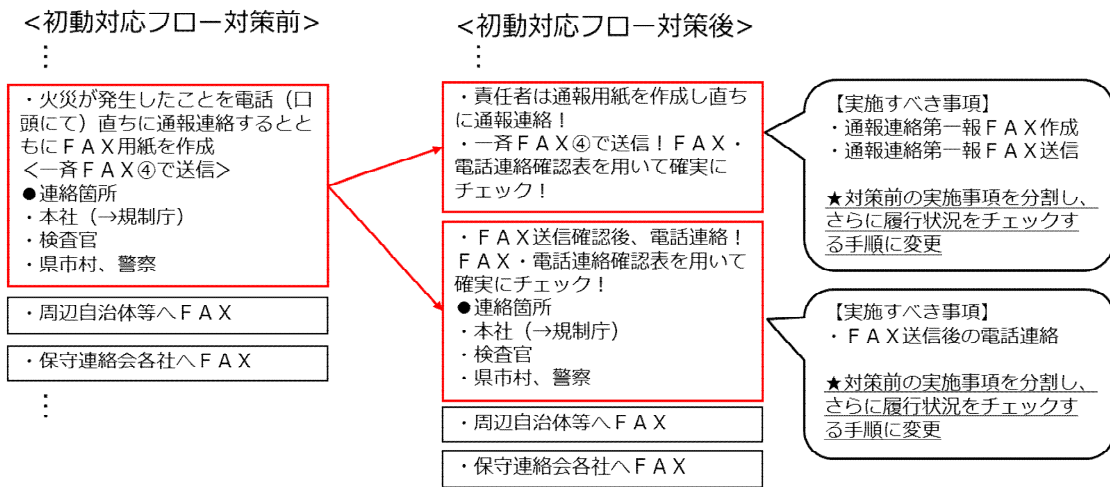 <初動対応フロー対策前>
⋮
・火災が発生したことを電話（口
頭にて）直ちに通報連絡するとと
もにＦＡＸ用紙を作成
<一斉ＦＡＸ④で送信>
●連絡箇所
・本社（→規制庁）
・検査官
・県市村、警察
・周辺自治体等へＦＡＸ
・保守連絡会各社へＦＡＸ
⋮
<初動対応フロー対策後>
⋮
・責任者は通報用紙を作成し直ち
に通報連絡！
・一斉ＦＡＸ④で送信！ＦＡＸ・
電話連絡確認表を用いて確実に
チェック！
・ＦＡＸ送信確認後、電話連絡！
ＦＡＸ・電話連絡確認表を用いて
確実にチェック！
●連絡箇所
・本社（→規制庁）
・検査官
・県市村、警察
・周辺自治体等へＦＡＸ
・保守連絡会各社へＦＡＸ
【実施すべき事項】
・通報連絡第一報ＦＡＸ作成
・通報連絡第一報ＦＡＸ送信
★対策前の実施事項を分割し、
さらに履行状況をチェックす
る手順に変更
【実施すべき事項】
・ＦＡＸ送信後の電話連絡
★対策前の実施事項を分割し、
さらに履行状況をチェックす
る手順に変更